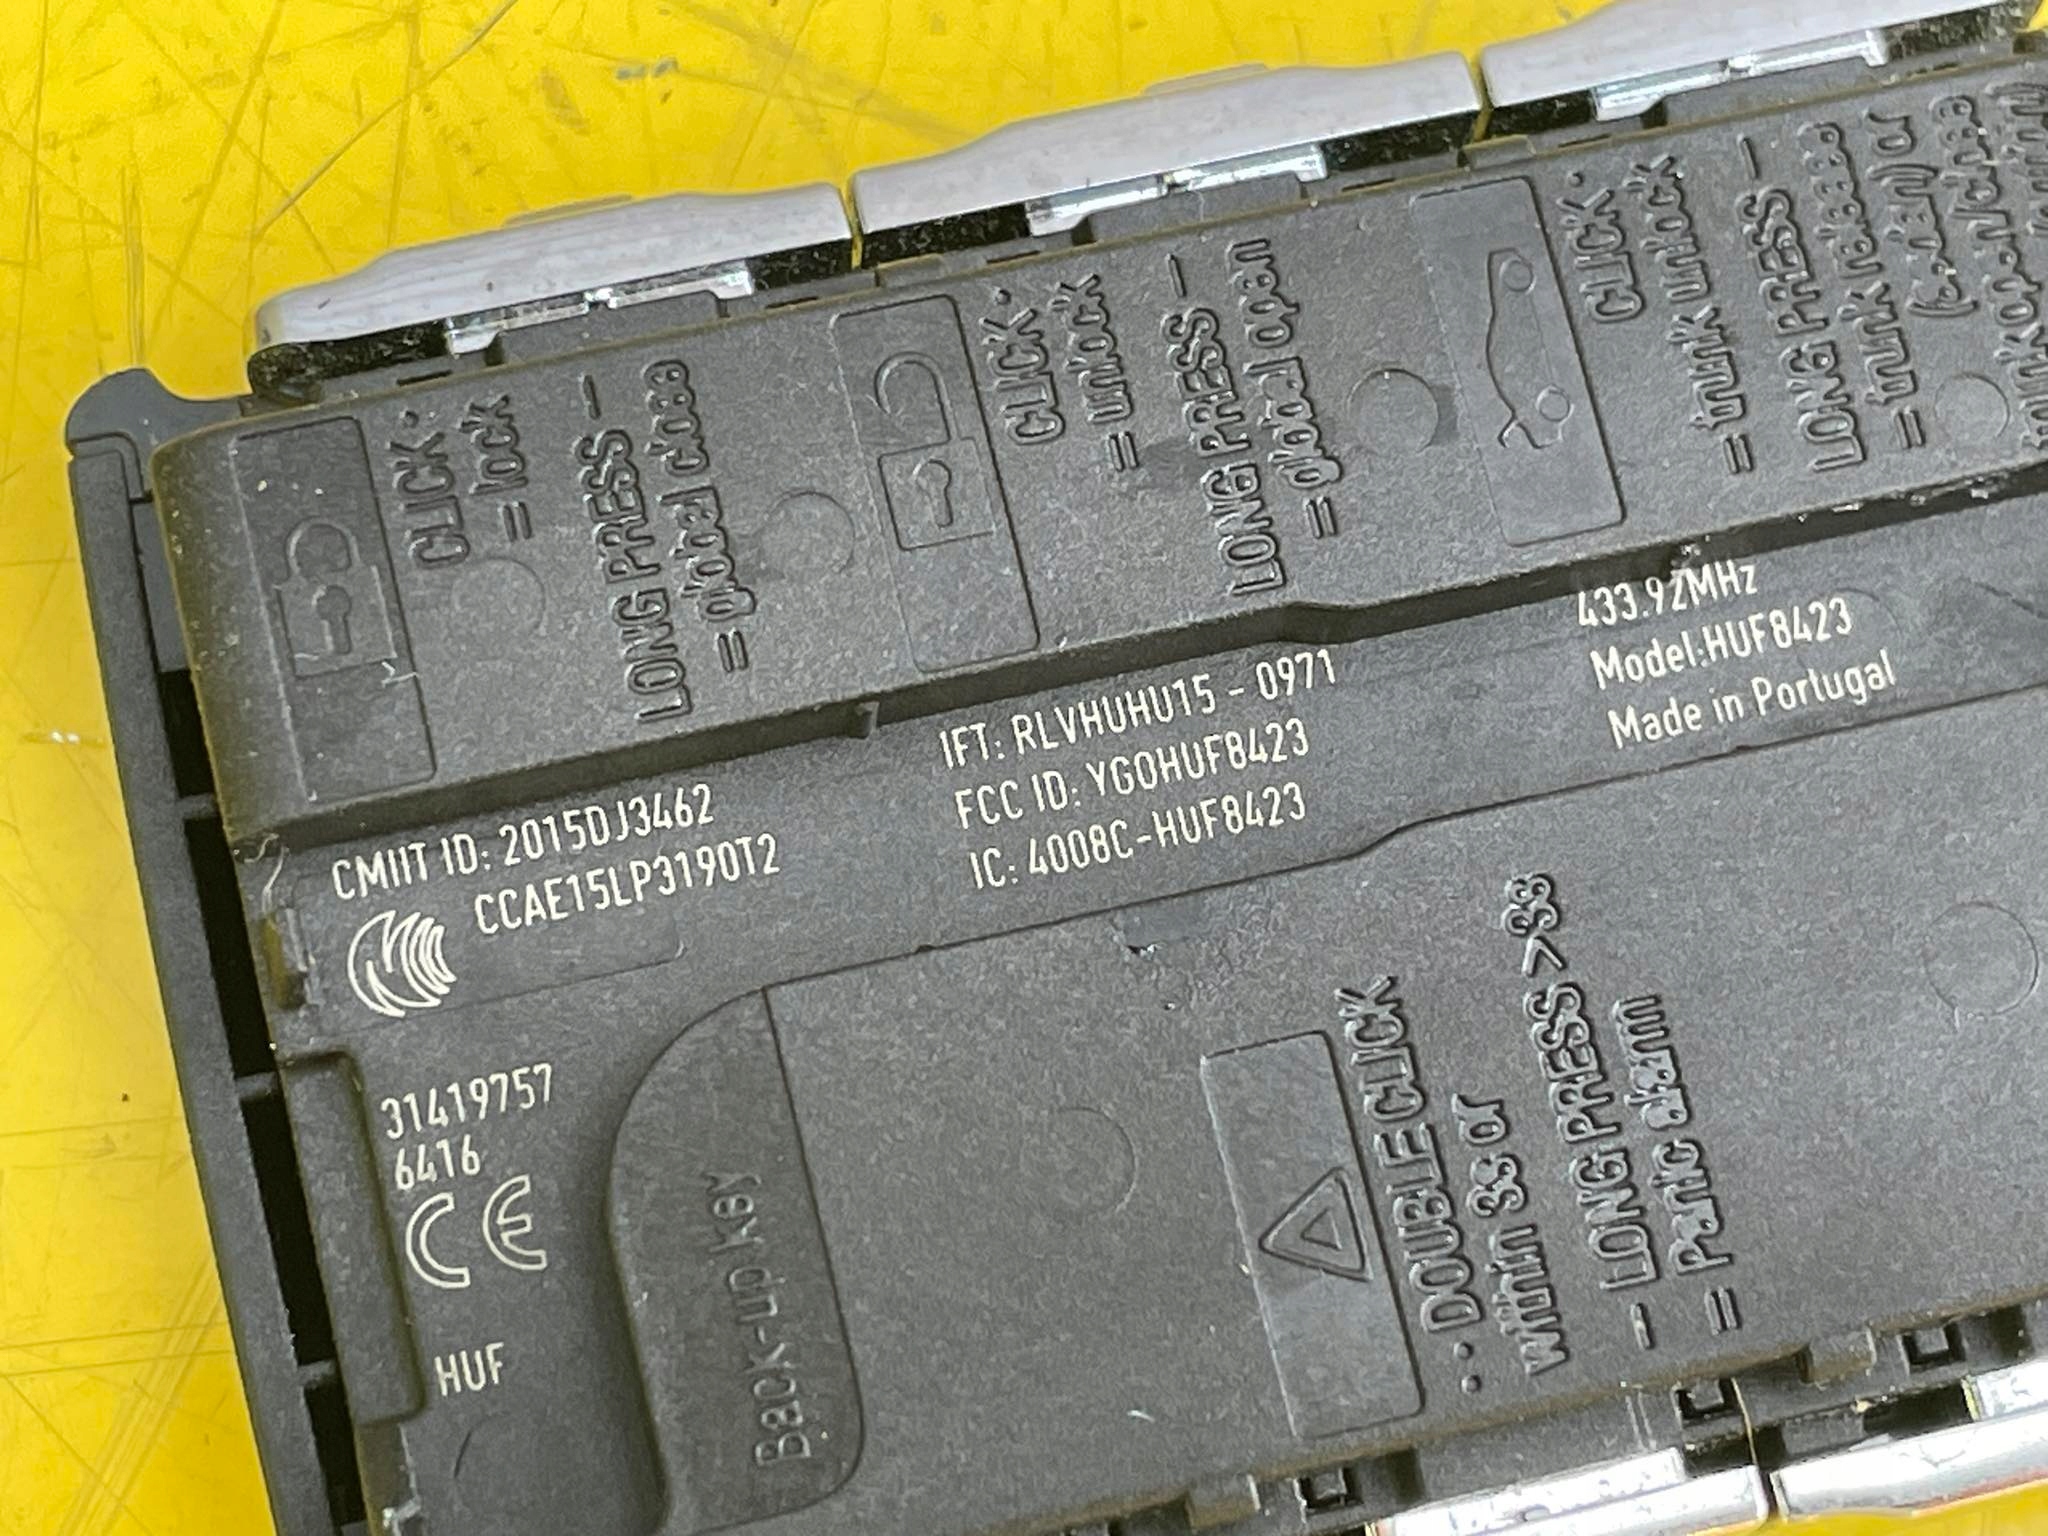 CLICK·
= lock
LONG PRESS –
= global close
CLICK·
= unlock
LONG PRESS –
= global open
CLICK·
= trunk unlock
LONG PRESS –
= trunk release
(sedan) or
CMIIT ID: 2015DJ3462
CCAE15LP3190T2
IFT: RLVHUHU15 - 0971
FCC ID: YGOHUF8423
IC: 4008C-HUF8423
433.92MHz
Model:HUF8423
Made in Portugal
31419757
6416
CE
HUF
Back-up key
·· DOUBLE CLICK
within 3s or
– LONG PRESS >3s
= Panic alarm